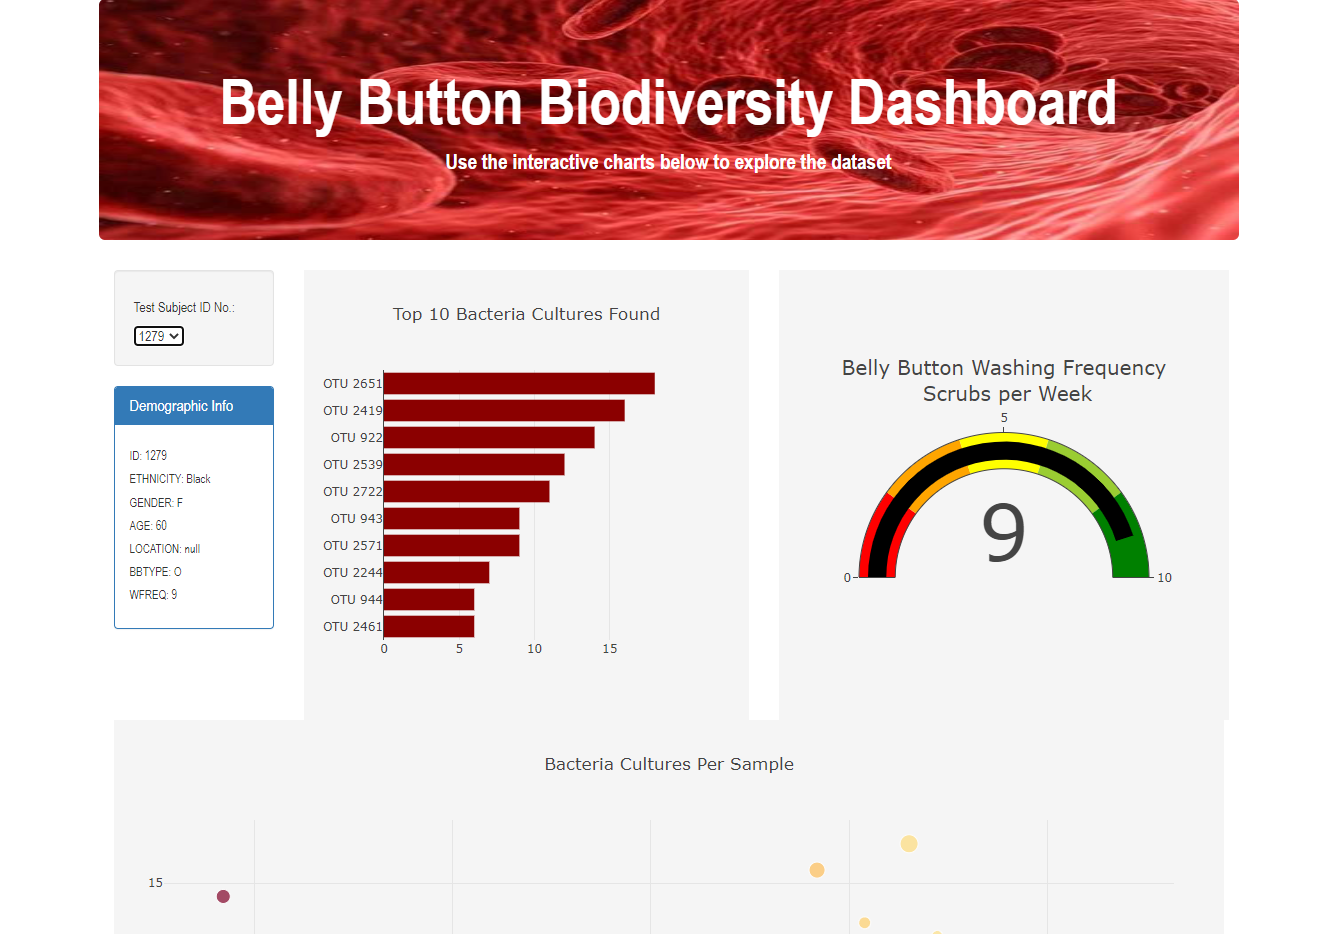 Belly Button Biodiversity Dashboard
Use the interactive charts below to explore the dataset
Test Subject ID No.:
1279
Demographic Info
ID: 1279
ETHNICITY: Black
GENDER: F
AGE: 60
LOCATION: null
BBTYPE: O
WFREQ: 9
Top 10 Bacteria Cultures Found
OTU 2651
OTU 2419
OTU 922
OTU 2539
OTU 2722
OTU 943
OTU 2571
OTU 2244
OTU 944
OTU 2461
0 5 10 15
Belly Button Washing Frequency
Scrubs per Week
5
9
0 10
Bacteria Cultures Per Sample
15